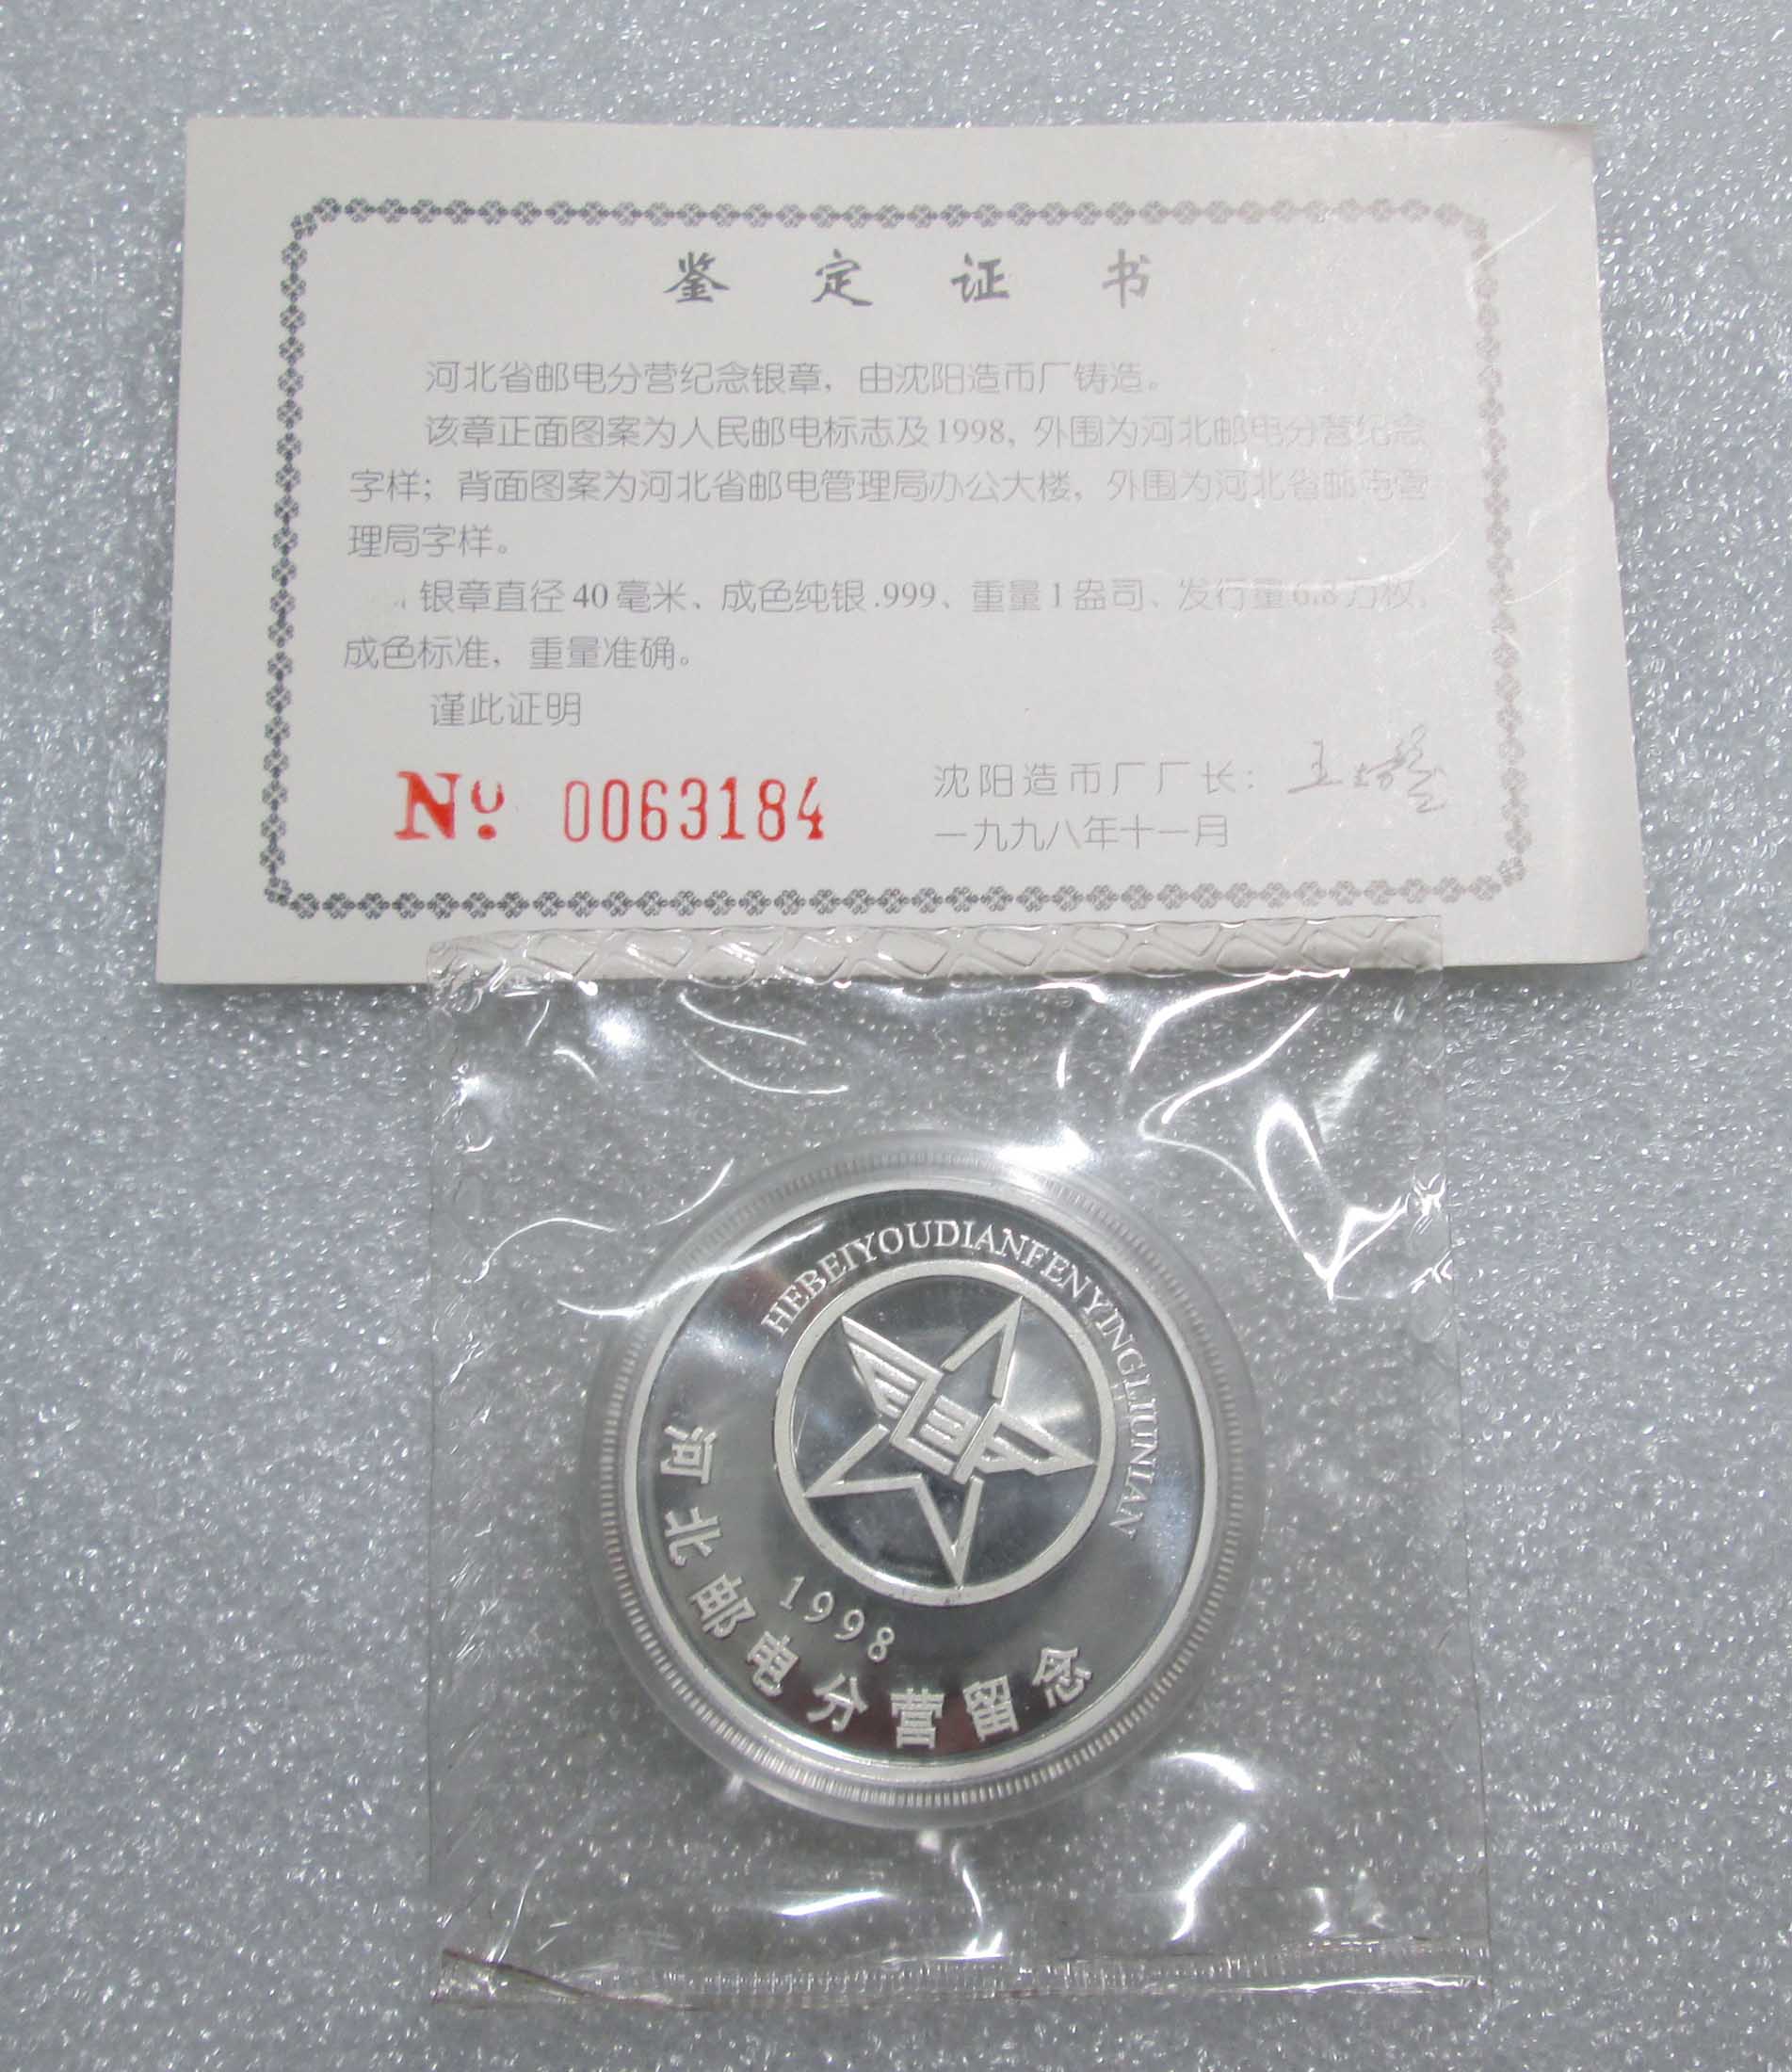 鉴定证书
河北省邮电分营纪念银章，由沈阳造币厂铸造。
该章正面图案为人民邮电标志及1998，外围为河北邮电分营纪念
字样；背面图案为河北省邮电管理局办公大楼，外围为河北省邮电管
理局字样。
银章直径40毫米、成色纯银.999、重量1盎司、发行量6.8万枚，
成色标准，重量准确。
谨此证明
No 0063184
沈阳造币厂厂长：
一九九八年十一月
HEBEIYOUDIANFENYINGLIUNIAN
1998
河北邮电分营留念